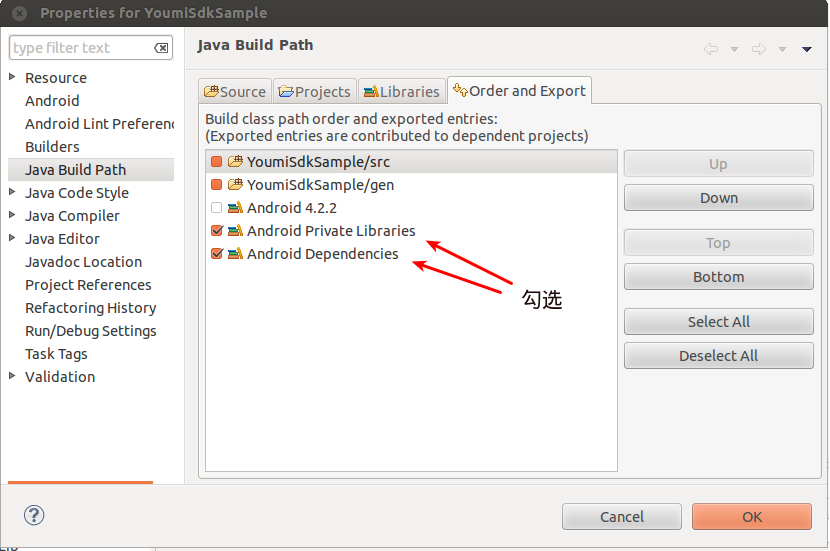 Properties for YoumiSdkSample
type filter text
Resource
Android
Android Lint Preferen
Builders
Java Build Path
Java Code Style
Java Compiler
Java Editor
Javadoc Location
Project References
Refactoring History
Run/Debug Settings
Task Tags
Validation
Java Build Path
Source
Projects
Libraries
Order and Export
Build class path order and exported entries:
(Exported entries are contributed to dependent projects)
YoumiSdkSample/src
YoumiSdkSample/gen
Android 4.2.2
Android Private Libraries
Android Dependencies
勾选
Up
Down
Top
Bottom
Select All
Deselect All
?
Cancel
OK